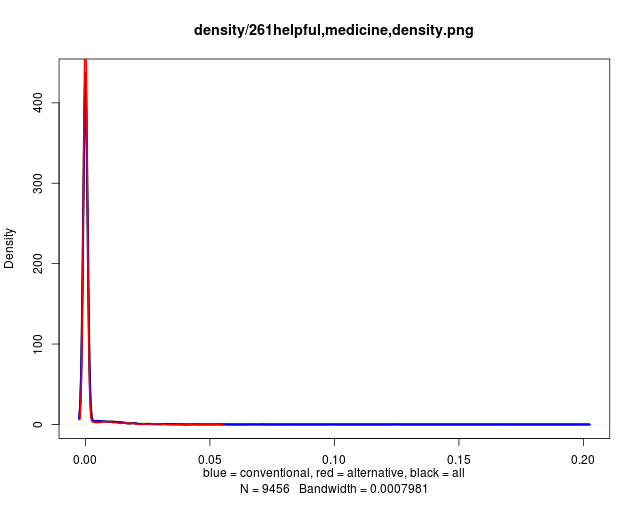 density/261helpful,medicine,density.png
Density
400
300
200
100
0
0.00 0.05 0.10 0.15 0.20
blue = conventional, red = alternative, black = all
N = 9456 Bandwidth = 0.0007981